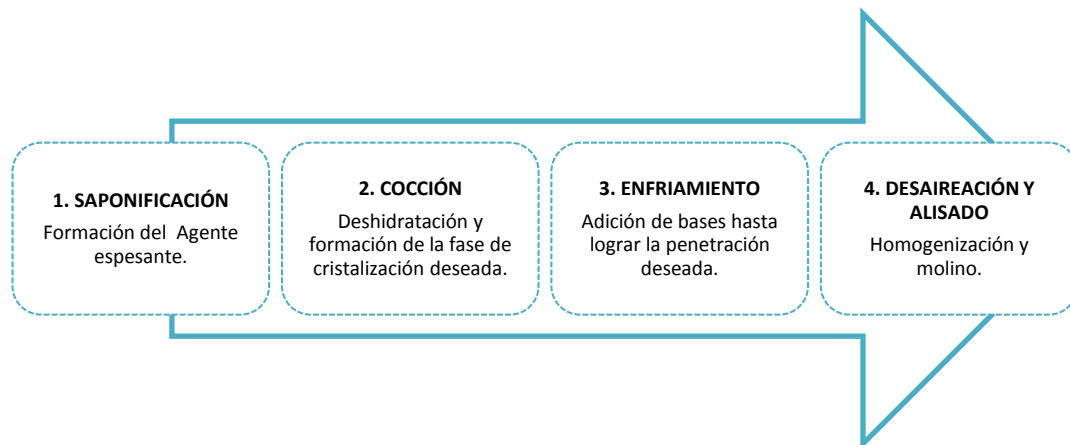 1. SAPONIFICACIÓN
Formación del Agente
espesante.
2. COCCIÓN
Deshidratación y
formación de la fase de
cristalización deseada.
3. ENFRIAMIENTO
Adición de bases hasta
lograr la penetración
deseada.
4. DESAIREACIÓN Y
ALISADO
Homogenización y
molino.